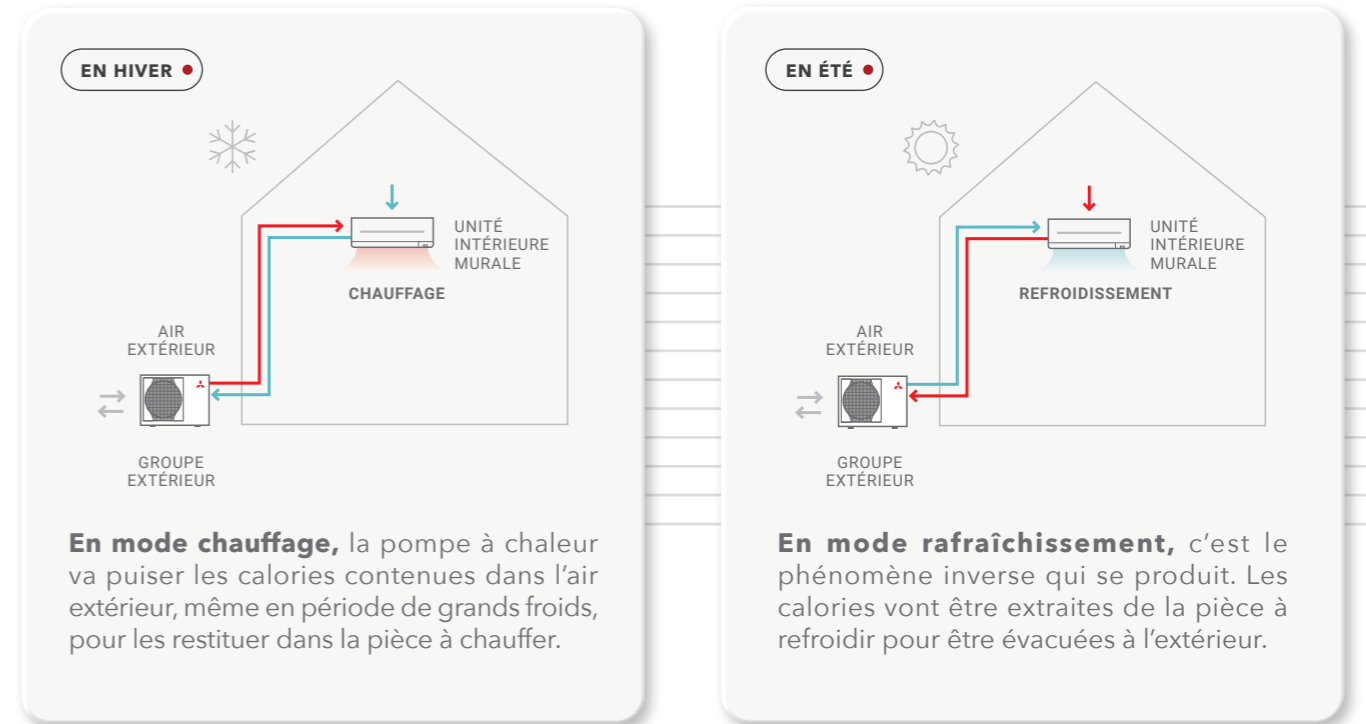 EN HIVER
UNITÉ
INTÉRIEURE
MURALE
CHAUFFAGE
AIR
EXTÉRIEUR
GROUPE
EXTÉRIEUR
En mode chauffage, la pompe à chaleur
va puiser les calories contenues dans l’air
extérieur, même en période de grands froids,
pour les restituer dans la pièce à chauffer.
EN ÉTÉ
UNITÉ
INTÉRIEURE
MURALE
REFROIDISSEMENT
AIR
EXTÉRIEUR
GROUPE
EXTÉRIEUR
En mode rafraîchissement, c’est le
phénomène inverse qui se produit. Les
calories vont être extraites de la pièce à
refroidir pour être évacuées à l’extérieur.